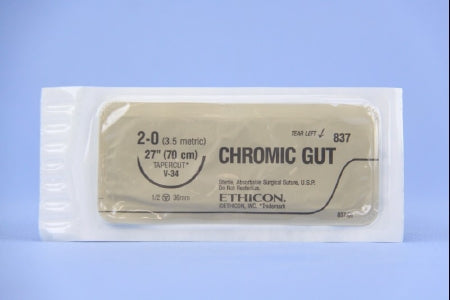 TEAR LEFT
837
2-0 (3.5 metric)
27" (70 cm)
TAPERCUT*
V-34
CHROMIC GUT
1/2 36mm
Sterile, Absorbable Surgical Suture, U.S.P.
Do Not Resterilize.
ETHICON.
©ETHICON, INC. *Trademark